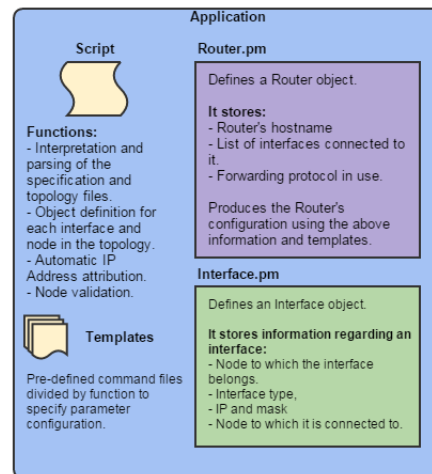 Application
Script
Functions:
- Interpretation and
parsing of the
specification and
topology files.
- Object definition for
each interface and
node in the topology.
- Automatic IP
Address attribution.
- Node validation.
Templates
Pre-defined command files
divided by function to
specify parameter
configuration.
Router.pm
Defines a Router object.
It stores:
- Router's hostname
- List of interfaces connected to
it.
- Forwarding protocol in use.
Produces the Router's
configuration using the above
information and templates.
Interface.pm
Defines an Interface object.
It stores information regarding an
interface:
- Node to which the interface
belongs.
- Interface type,
- IP and mask
- Node to which it is connected to.